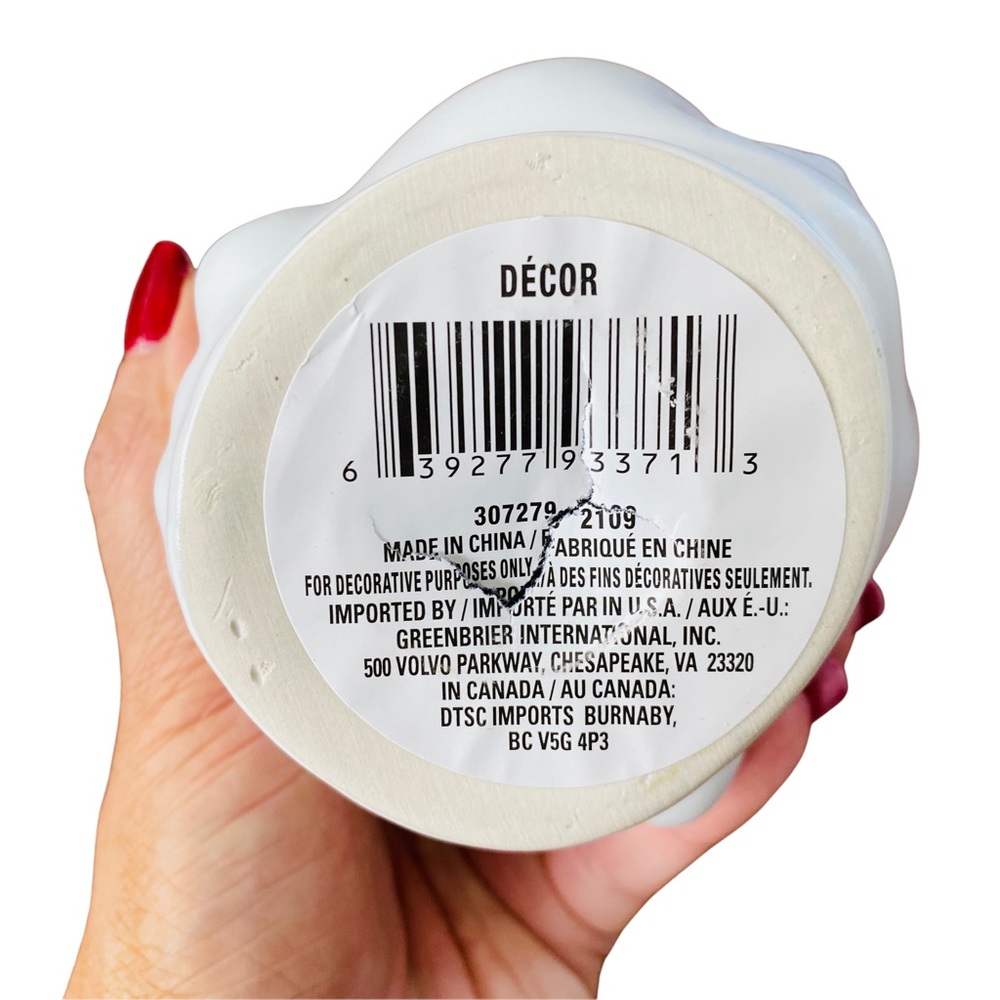 DÉCOR
6 39277 93371 3
307279 2109
MADE IN CHINA / FABRIQUÉ EN CHINE
FOR DECORATIVE PURPOSES ONLY. /À DES FINS DÉCORATIVES SEULEMENT.
IMPORTED BY / IMPORTÉ PAR IN U.S.A. / AUX É.-U.:
GREENBRIER INTERNATIONAL, INC.
500 VOLVO PARKWAY, CHESAPEAKE, VA 23320
IN CANADA / AU CANADA:
DTSC IMPORTS BURNABY,
BC V5G 4P3